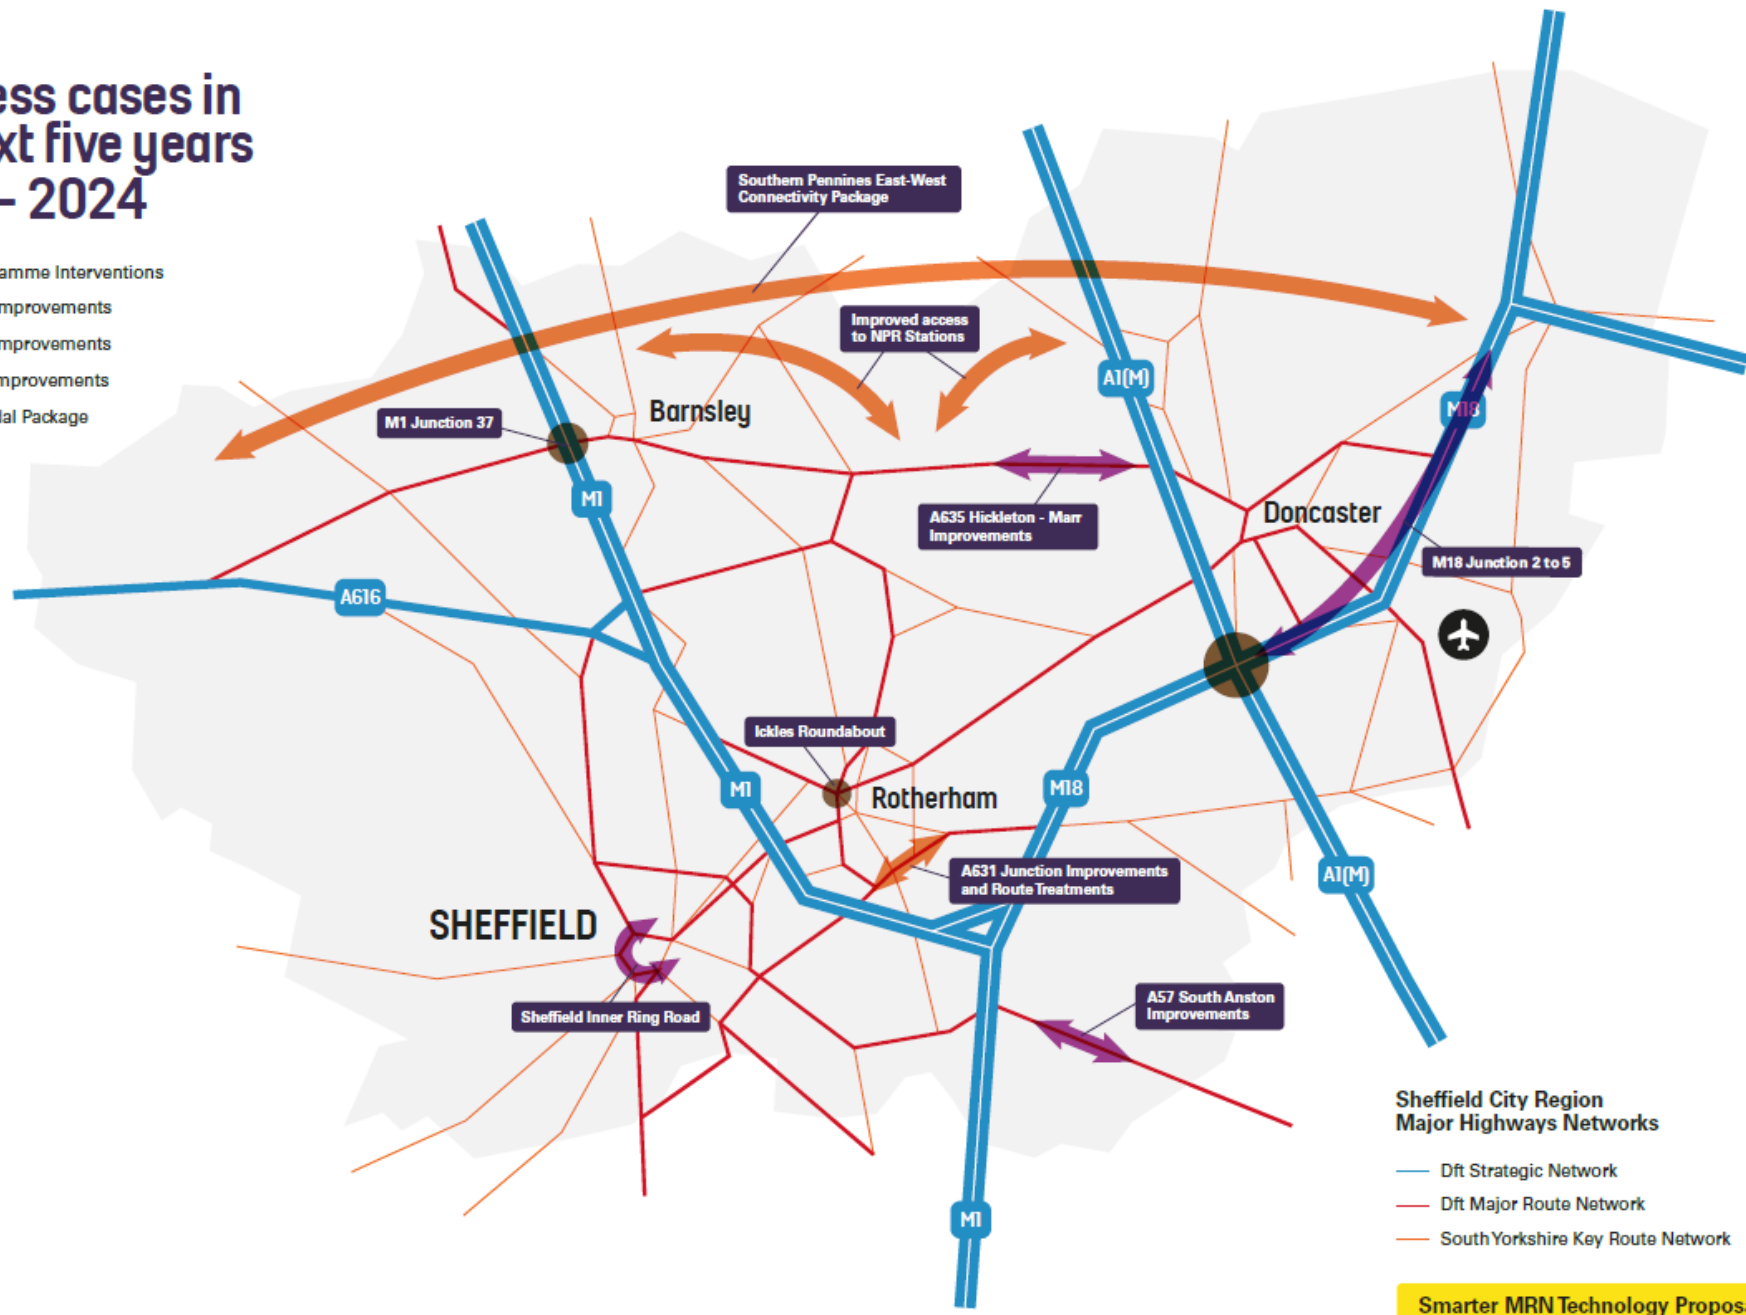 ess cases in
xt five years
– 2024
amme Interventions
mprovements
mprovements
mprovements
dal Package
Southern Pennines East-West
Connectivity Package
Improved access
to NPR Stations
A1(M)
M18
M1 Junction 37
Barnsley
M1
A635 Hickleton - Marr
Improvements
Doncaster
M18 Junction 2 to 5
A616
Ickles Roundabout
M1
Rotherham
M18
A631 Junction Improvements
and Route Treatments
A1(M)
SHEFFIELD
Sheffield Inner Ring Road
A57 South Anston
Improvements
M1
Sheffield City Region
Major Highways Networks
Dft Strategic Network
Dft Major Route Network
South Yorkshire Key Route Network
Smarter MRN Technology Propos